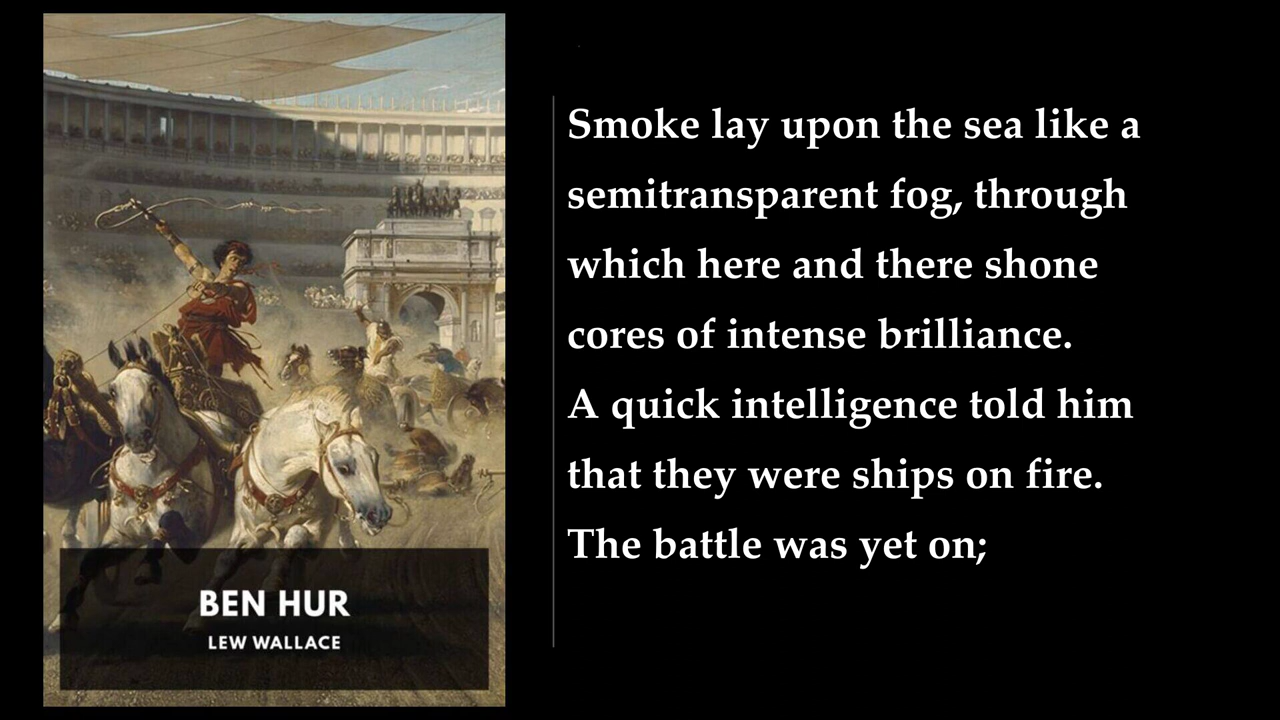 BEN HUR
LEW WALLACE
Smoke lay upon the sea like a
semitransparent fog, through
which here and there shone
cores of intense brilliance.
A quick intelligence told him
that they were ships on fire.
The battle was yet on;